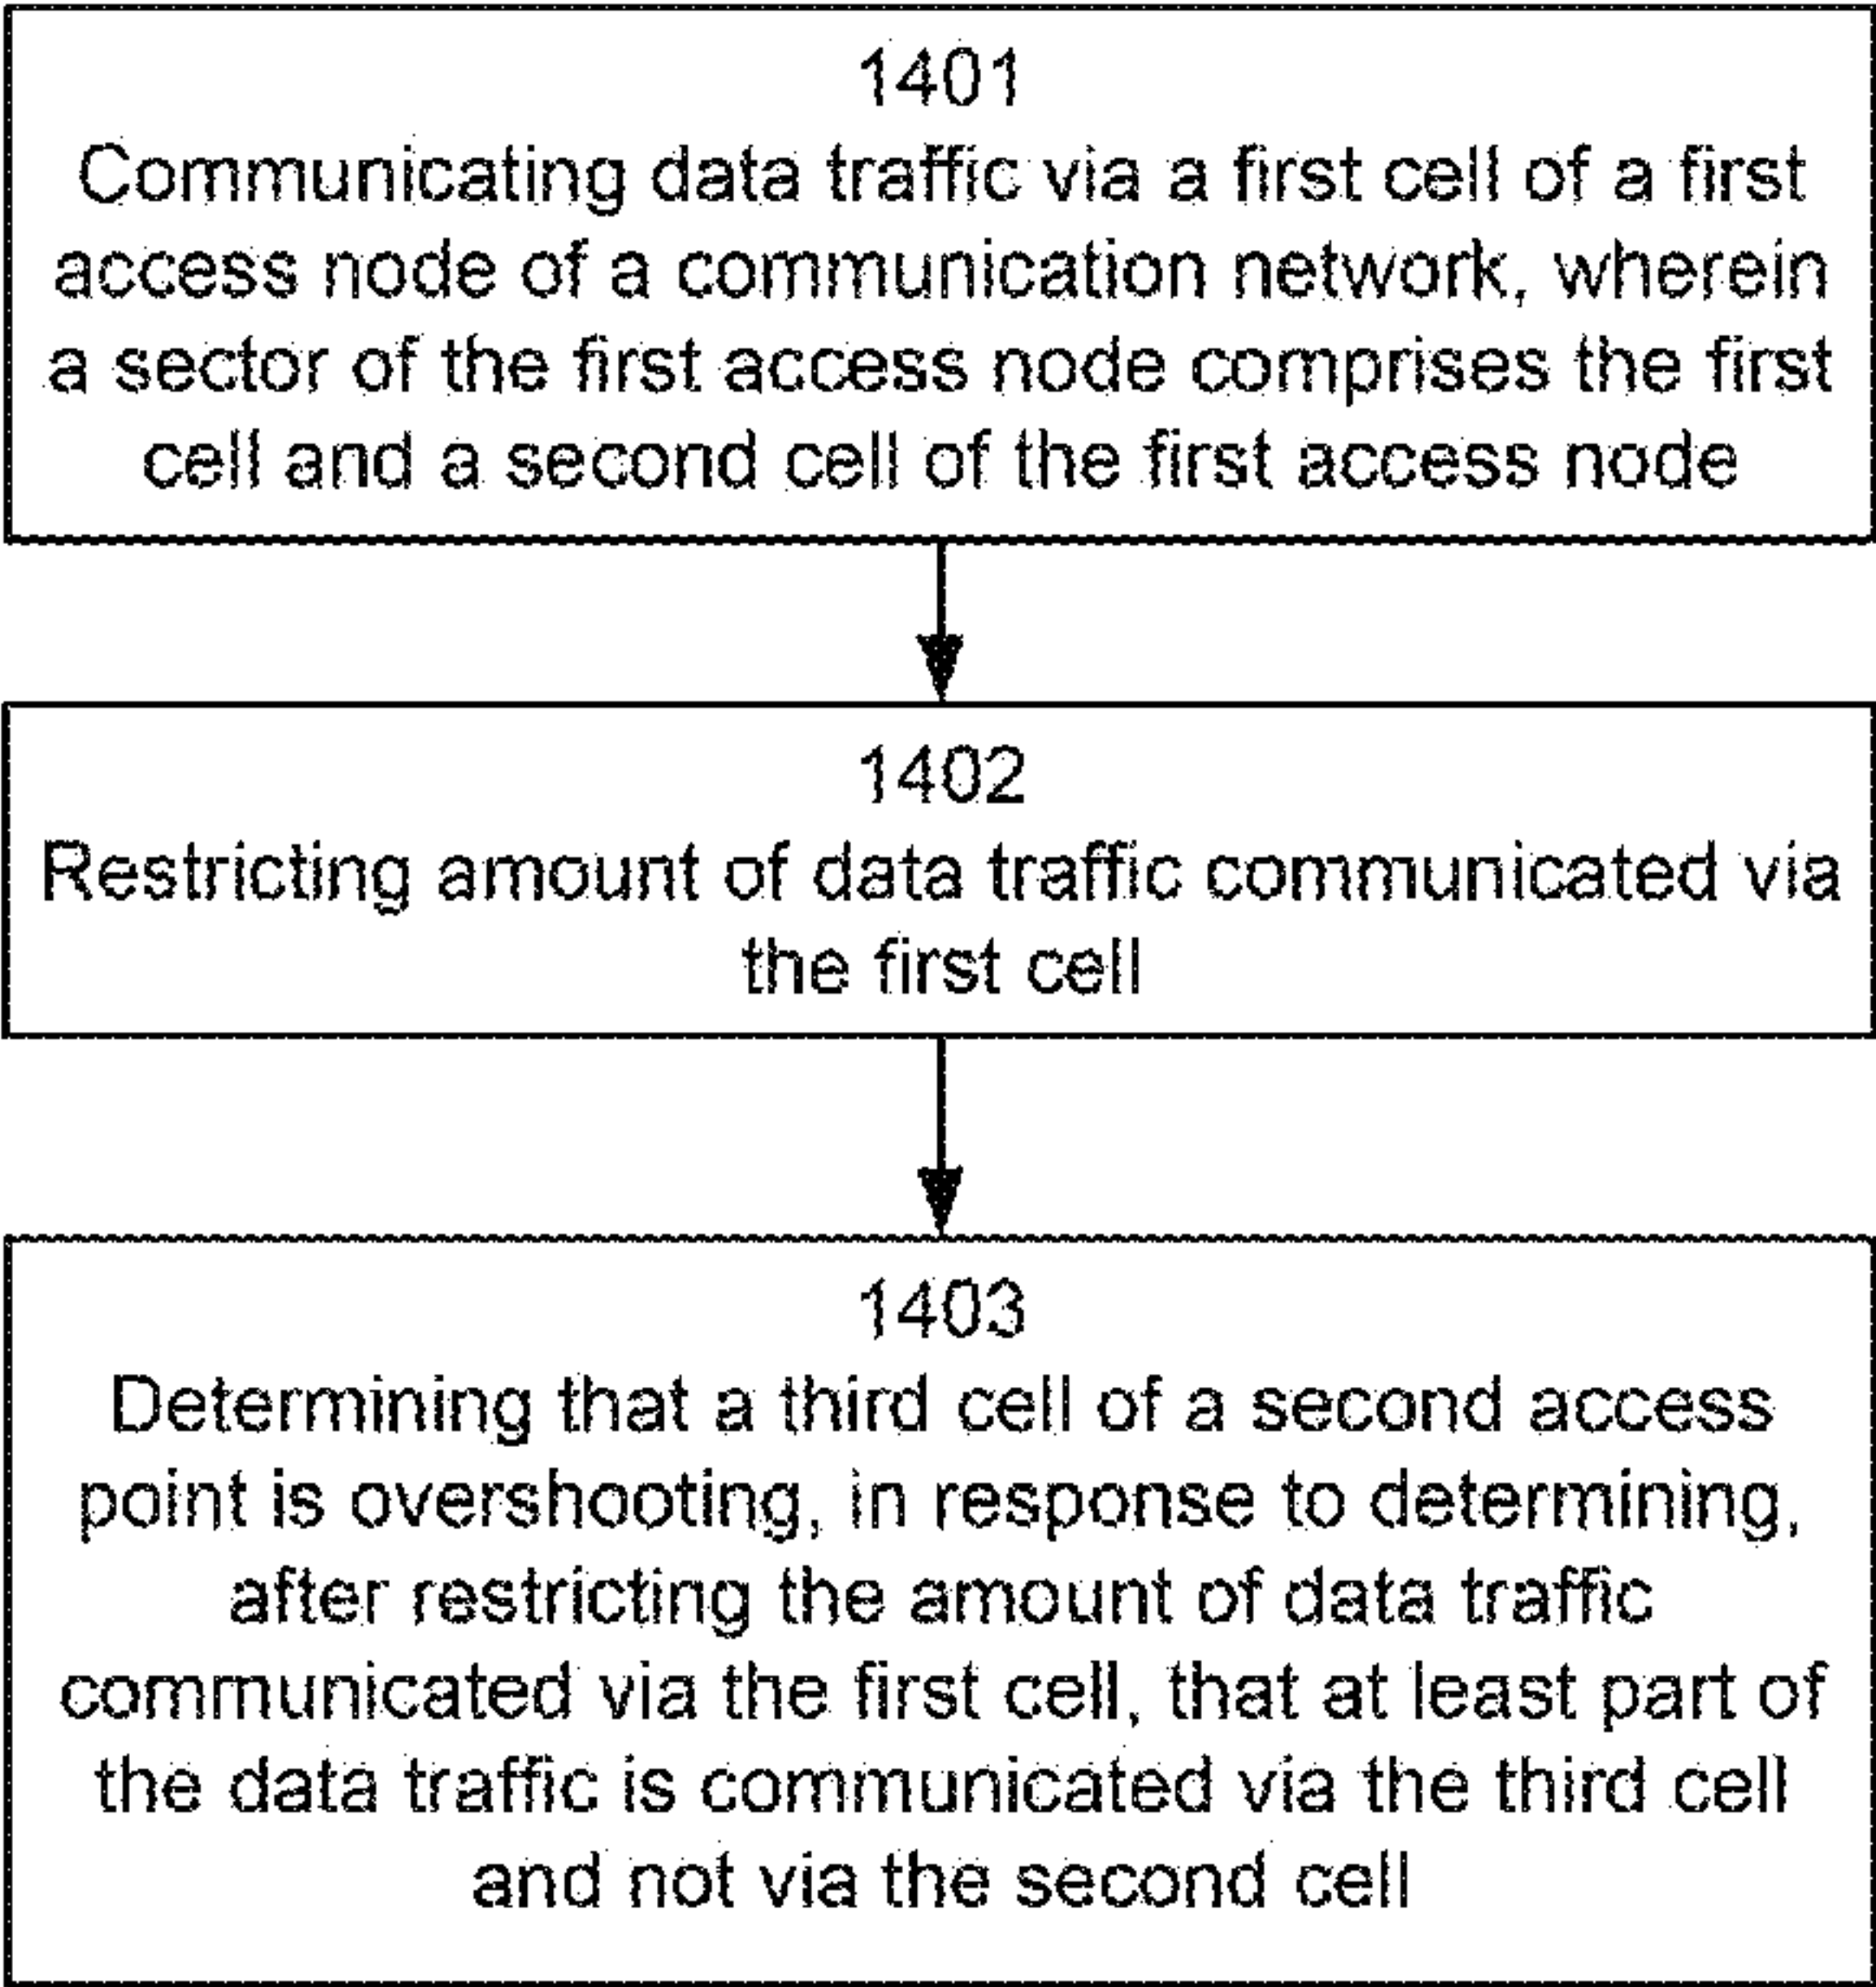 1401
Communicating data traffic via a first cell of a first
access node of a communication network, wherein
a sector of the first access node comprises the first
cell and a second cell of the first access node
1402
Restricting amount of data traffic communicated via
the first cell
1403
Determining that a third cell of a second access
point is overshooting, in response to determining,
after restricting the amount of data traffic
communicated via the first cell, that at least part of
the data traffic is communicated via the third cell
and not via the second cell